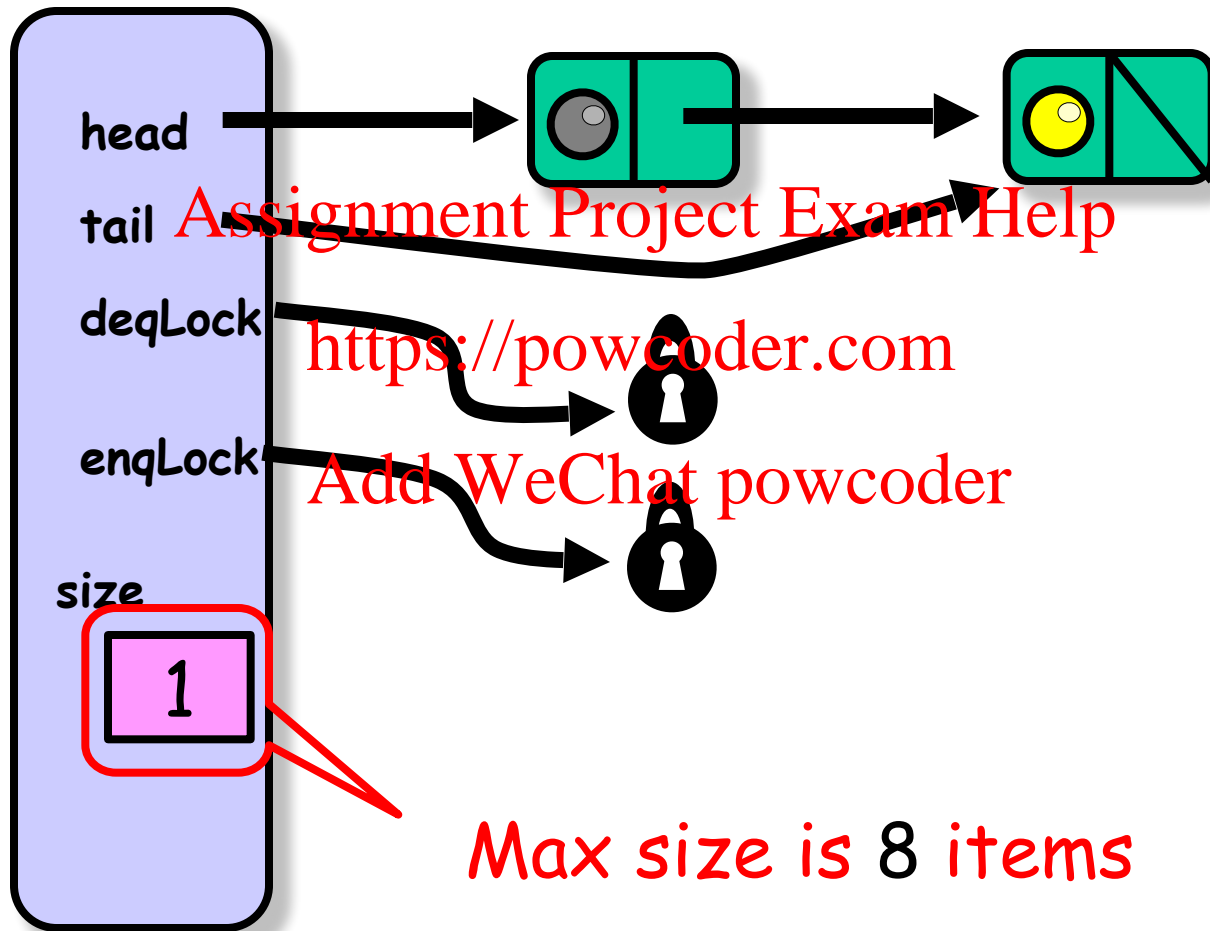 head
tail
Assignment Project Exam Help
deqLock
https://powcoder.com
enqLock
Add WeChat powcoder
size
1
Max size is 8 items